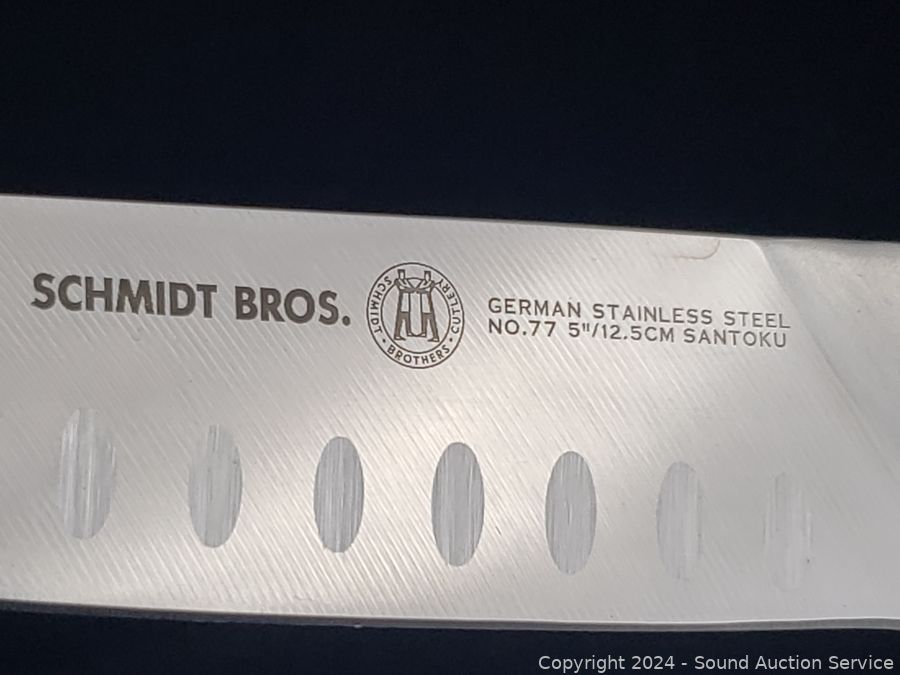 SCHMIDT BROS.
SCHMIDT · BROTHERS · CUTLERY
GERMAN STAINLESS STEEL
NO.77 5"/12.5CM SANTOKU
Copyright 2024 - Sound Auction Service